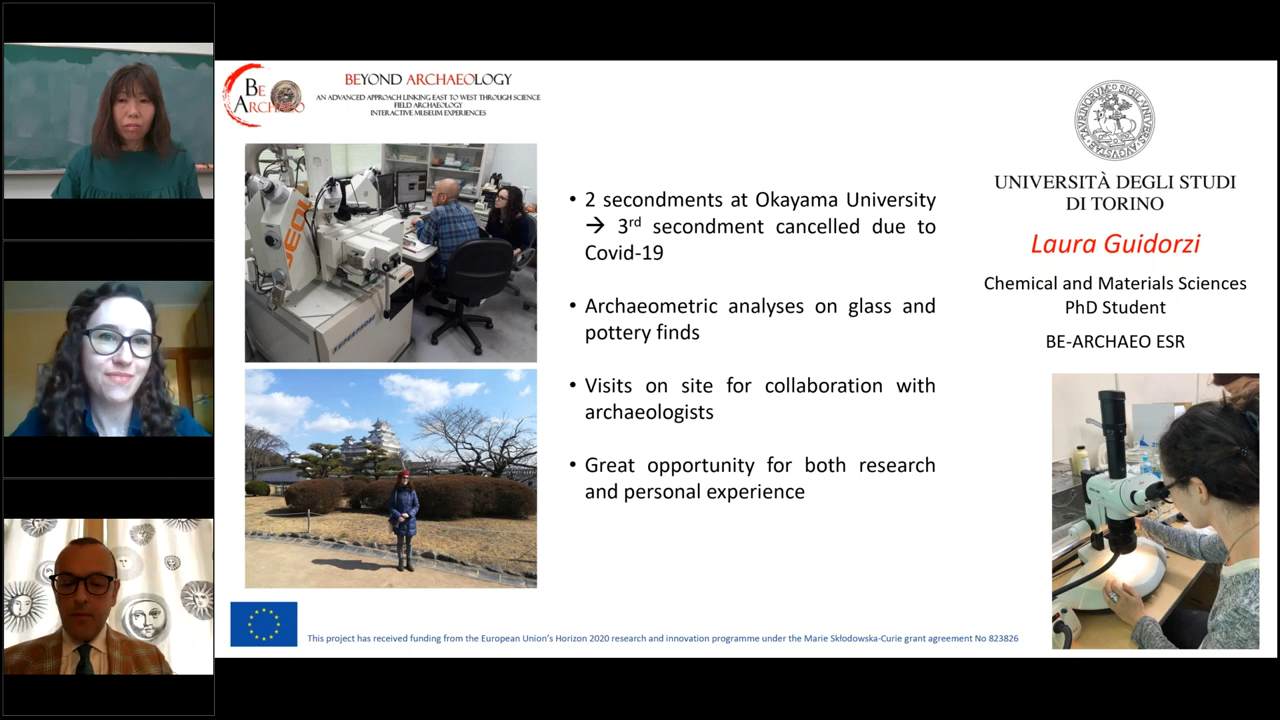 BE
ARCHAEO
BEYOND ARCHAEOLOGY
AN ADVANCED APPROACH LINKING EAST TO WEST THROUGH SCIENCE
FIELD ARCHAEOLOGY
INTERACTIVE MUSEUM EXPERIENCES
JEOL
SUPERPROBE
• 2 secondments at Okayama University
→ 3rd secondment cancelled due to
Covid-19
• Archaeometric analyses on glass and
pottery finds
• Visits on site for collaboration with
archaeologists
• Great opportunity for both research
and personal experience
UNIVERSITÀ DEGLI STUDI
DI TORINO
Laura Guidorzi
Chemical and Materials Sciences
PhD Student
BE-ARCHAEO ESR
This project has received funding from the European Union's Horizon 2020 research and innovation programme under the Marie Skłodowska-Curie grant agreement No 823826